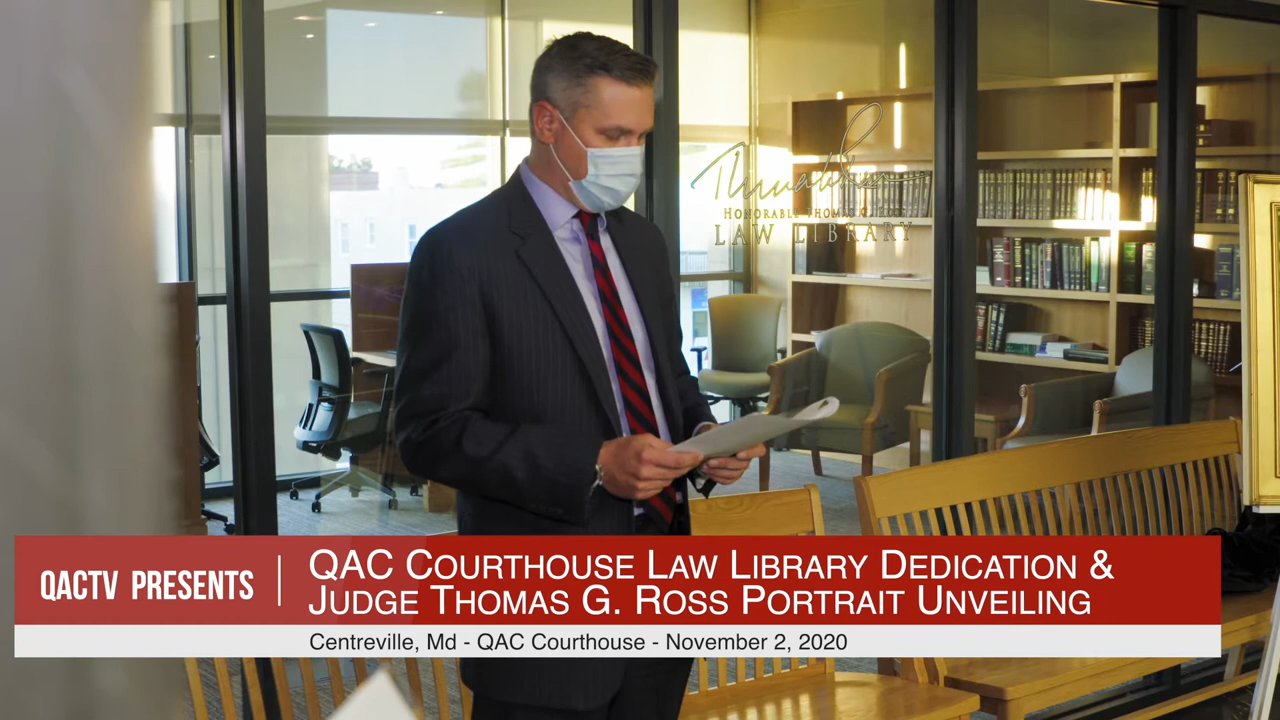 HONORABLE THOMAS G. ROSS
LAW LIBRARY
QACTV PRESENTS
QAC COURTHOUSE LAW LIBRARY DEDICATION &
JUDGE THOMAS G. ROSS PORTRAIT UNVEILING
Centreville, Md - QAC Courthouse - November 2, 2020